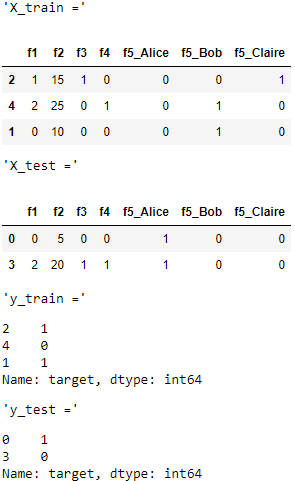 'X_train ='
f1 f2 f3 f4 f5_Alice f5_Bob f5_Claire
2 1 15 1 0 0 0 1
4 2 25 0 1 0 1 0
1 0 10 0 0 0 1 0
'X_test ='
f1 f2 f3 f4 f5_Alice f5_Bob f5_Claire
0 0 5 0 0 1 0 0
3 2 20 1 1 1 0 0
'y_train ='
2 1
4 0
1 1
Name: target, dtype: int64
'y_test ='
0 1
3 0
Name: target, dtype: int64